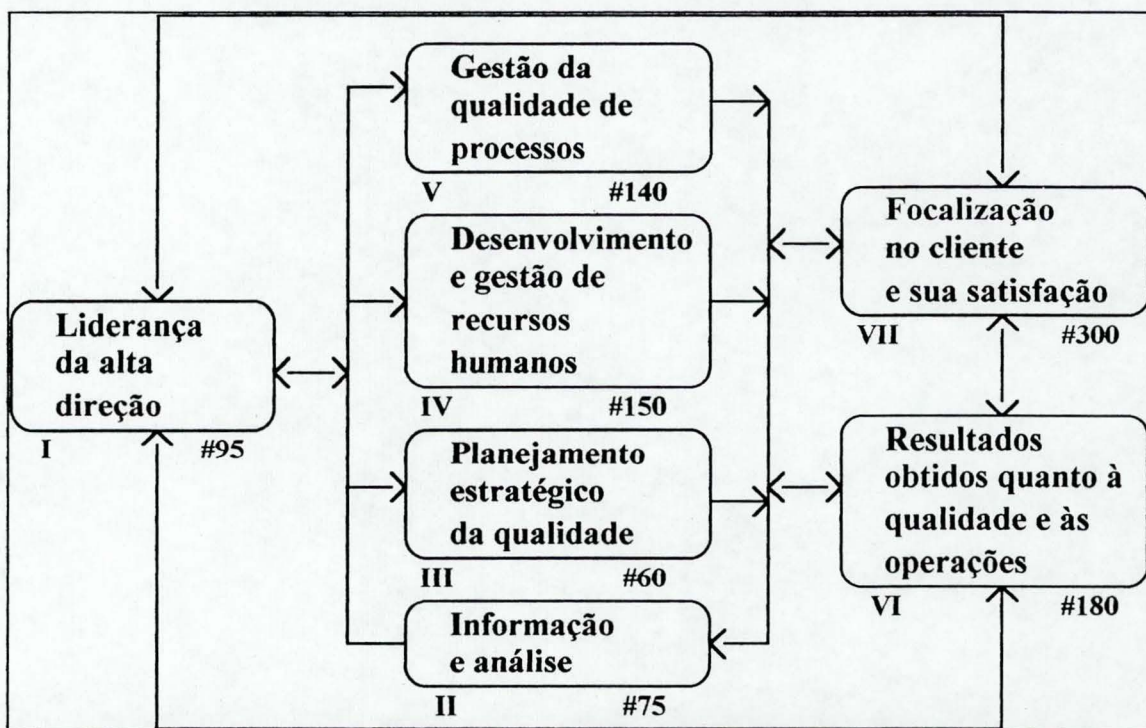 Liderança
da alta
direção
I #95
Gestão da
qualidade de
processos
V #140
Desenvolvimento
e gestão de
recursos
humanos
IV #150
Planejamento
estratégico
da qualidade
III #60
Informação
e análise
II #75
Focalização
no cliente
e sua satisfação
VII #300
Resultados
obtidos quanto à
qualidade e às
operações
VI #180